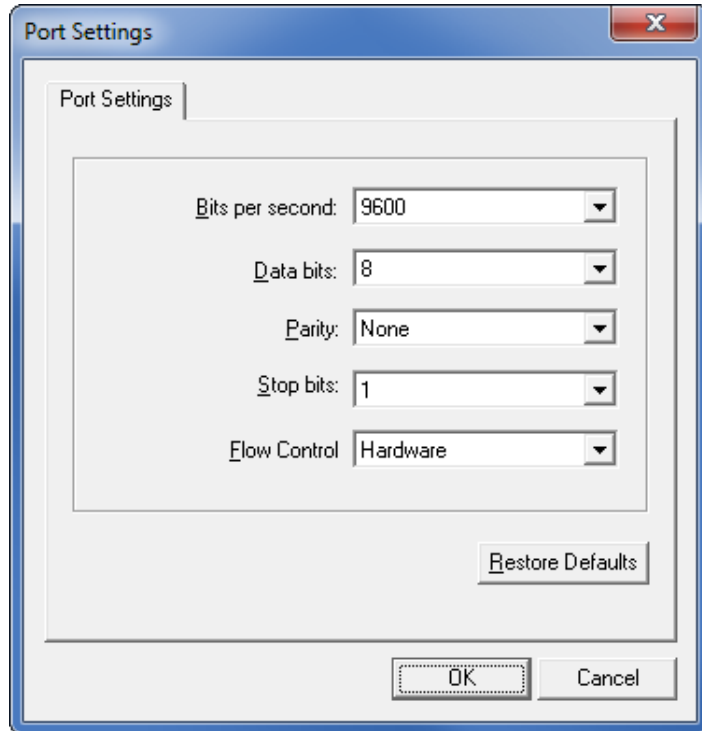 Port Settings
Port Settings
Bits per second: 9600
Data bits: 8
Parity: None
Stop bits: 1
Flow Control Hardware
Restore Defaults
OK Cancel